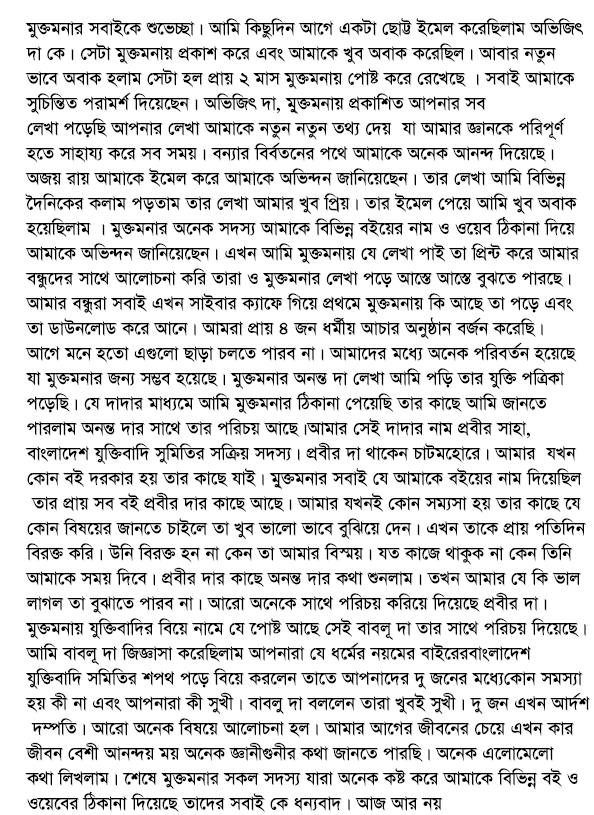 মুক্তমনার সবাইকে শুভেচ্ছা। আমি কিছুদিন আগে একটা ছোট্ট ইমেল করেছিলাম অভিজিৎ
দা কে। সেটা মুক্তমনায় প্রকাশ করে এবং আমাকে খুব অবাক করেছিল। আবার নতুন
ভাবে অবাক হলাম সেটা হল প্রায় ২ মাস মুক্তমনায় পোষ্ট করে রেখেছে । সবাই আমাকে
সুচিন্তিত পরামর্শ দিয়েছেন। অভিজিৎ দা, মুক্তমনায় প্রকাশিত আপনার সব
লেখা পড়েছি আপনার লেখা আমাকে নতুন নতুন তথ্য দেয় যা আমার জ্ঞানকে পরিপূর্ণ
হতে সাহায্য করে সব সময়। বন্যার বির্বতনের পথে আমাকে অনেক আনন্দ দিয়েছে।
অজয় রায় আমাকে ইমেল করে আমাকে অভিন্দন জানিয়েছেন। তার লেখা আমি বিভিন্ন
দৈনিকের কলাম পড়তাম তার লেখা আমার খুব প্রিয়। তার ইমেল পেয়ে আমি খুব অবাক
হয়েছিলাম । মুক্তমনার অনেক সদস্য আমাকে বিভিন্ন বইয়ের নাম ও ওয়েব ঠিকানা দিয়ে
আমাকে অভিন্দন জানিয়েছেন। এখন আমি মুক্তমনায় যে লেখা পাই তা প্রিন্ট করে আমার
বন্ধুদের সাথে আলোচনা করি তারা ও মুক্তমনার লেখা পড়ে আস্তে আস্তে বুঝতে পারছে।
আমার বন্ধুরা সবাই এখন সাইবার ক্যাফে গিয়ে প্রথমে মুক্তমনায় কি আছে তা পড়ে এবং
তা ডাউনলোড করে আনে। আমরা প্রায় ৪ জন ধর্মীয় আচার অনুষ্ঠান বর্জন করেছি।
আগে মনে হতো এগুলো ছাড়া চলতে পারব না। আমাদের মধ্যে অনেক পরিবর্তন হয়েছে
যা মুক্তমনার জন্য সম্ভব হয়েছে। মুক্তমনার অনন্ত দা লেখা আমি পড়ি তার যুক্তি পত্রিকা
পড়েছি। যে দাদার মাধ্যমে আমি মুক্তমনার ঠিকানা পেয়েছি তার কাছে আমি জানতে
পারলাম অনন্ত দার সাথে তার পরিচয় আছে।আমার সেই দাদার নাম প্রবীর সাহা,
বাংলাদেশ যুক্তিবাদি সুমিতির সক্রিয় সদস্য। প্রবীর দা থাকেন চাটমহোরে। আমার যখন
কোন বই দরকার হয় তার কাছে যাই। মুক্তমনার সবাই যে আমাকে বইয়ের নাম দিয়েছিল
তার প্রায় সব বই প্রবীর দার কাছে আছে। আমার যখনই কোন সম্যসা হয় তার কাছে যে
কোন বিষয়ের জানতে চাইলে তা খুব ভালো ভাবে বুঝিয়ে দেন। এখন তাকে প্রায় পতিদিন
বিরক্ত করি। উনি বিরক্ত হন না কেন তা আমার বিস্ময়। যত কাজে থাকুক না কেন তিনি
আমাকে সময় দিবে। প্রবীর দার কাছে অনন্ত দার কথা শুনলাম। তখন আমার যে কি ভাল
লাগল তা বুঝাতে পারব না। আরো অনেকে সাথে পরিচয় করিয়ে দিয়েছে প্রবীর দা।
মুক্তমনায় যুক্তিবাদির বিয়ে নামে যে পোষ্ট আছে সেই বাবলূ দা তার সাথে পরিচয় দিয়েছে।
আমি বাবলূ দা জিজ্ঞাসা করেছিলাম আপনারা যে ধর্মের নয়মের বাইরেরবাংলাদেশ
যুক্তিবাদি সমিতির শপথ পড়ে বিয়ে করলেন তাতে আপনাদের দু জনের মধ্যেকোন সমস্যা
হয় কী না এবং আপনারা কী সুখী। বাবলু দা বললেন তারা খুবই সুখী। দু জন এখন আর্দশ
দম্পতি। আরো অনেক বিষয়ে আলোচনা হল। আমার আগের জীবনের চেয়ে এখন কার
জীবন বেশী আনন্দয় ময় অনেক জ্ঞানীগুনীর কথা জানতে পারছি। অনেক এলোমেলো
কথা লিখলাম। শেষে মুক্তমনার সকল সদস্য যারা অনেক কষ্ট করে আমাকে বিভিন্ন বই ও
ওয়েবের ঠিকানা দিয়েছে তাদের সবাই কে ধন্যবাদ। আজ আর নয়